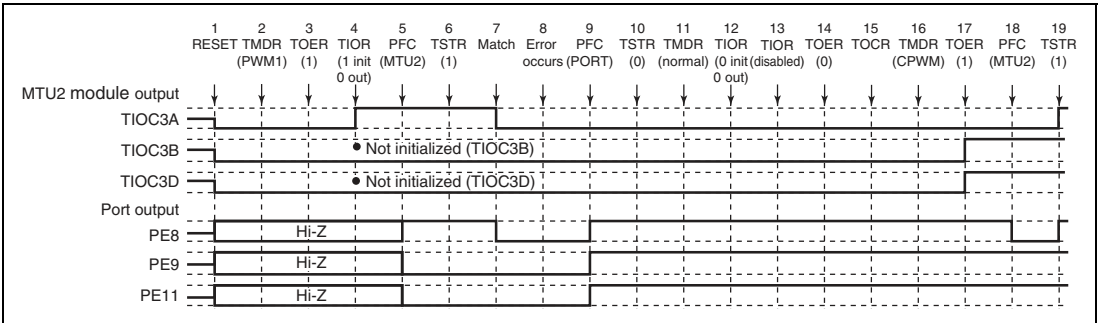 1 2 3 4 5 6 7 8 9 10 11 12 13 14 15 16 17 18 19
RESET TMDR TOER TIOR PFC TSTR Match Error PFC TSTR TMDR TIOR TIOR TOER TOCR TMDR TOER PFC TSTR
(PWM1) (1) (1 init (MTU2) (1) occurs (PORT) (0) (normal) (0 init (disabled) (0) (CPWM) (1) (MTU2) (1)
0 out) 0 out)
MTU2 module output
TIOC3A
TIOC3B • Not initialized (TIOC3B)
TIOC3D • Not initialized (TIOC3D)
Port output
PE8 Hi-Z
PE9 Hi-Z
PE11 Hi-Z